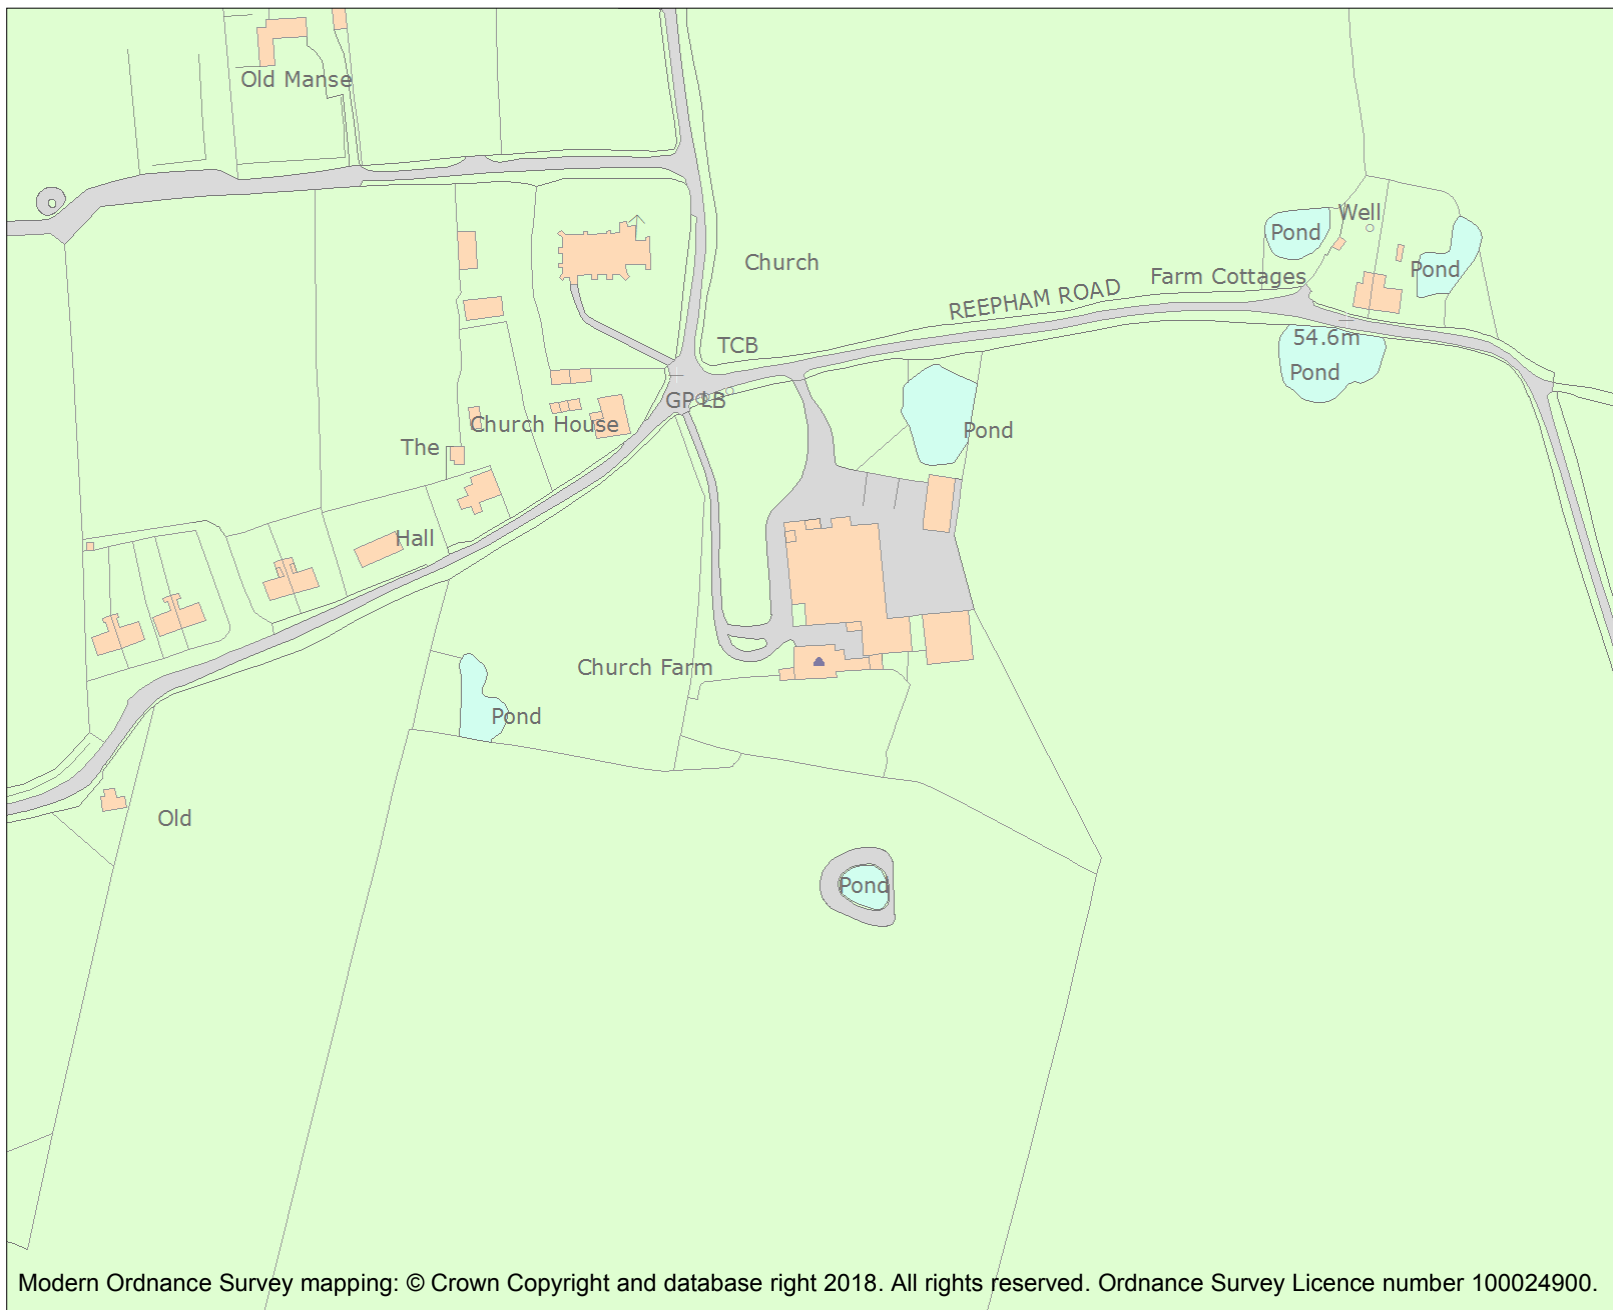 Old Manse
Well
Pond
Church
Pond
Farm Cottages
REEPHAM ROAD
54.6m
TCB
Pond
GP LB
Church House
Pond
The
Hall
Church Farm
Pond
Old
Pond
Modern Ordnance Survey mapping: © Crown Copyright and database right 2018. All rights reserved. Ordnance Survey Licence number 100024900.